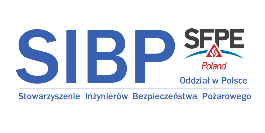 SIBP
SFPE
Poland
Oddział w Polsce
Stowarzyszenie Inżynierów Bezpieczeństwa Pożarowego